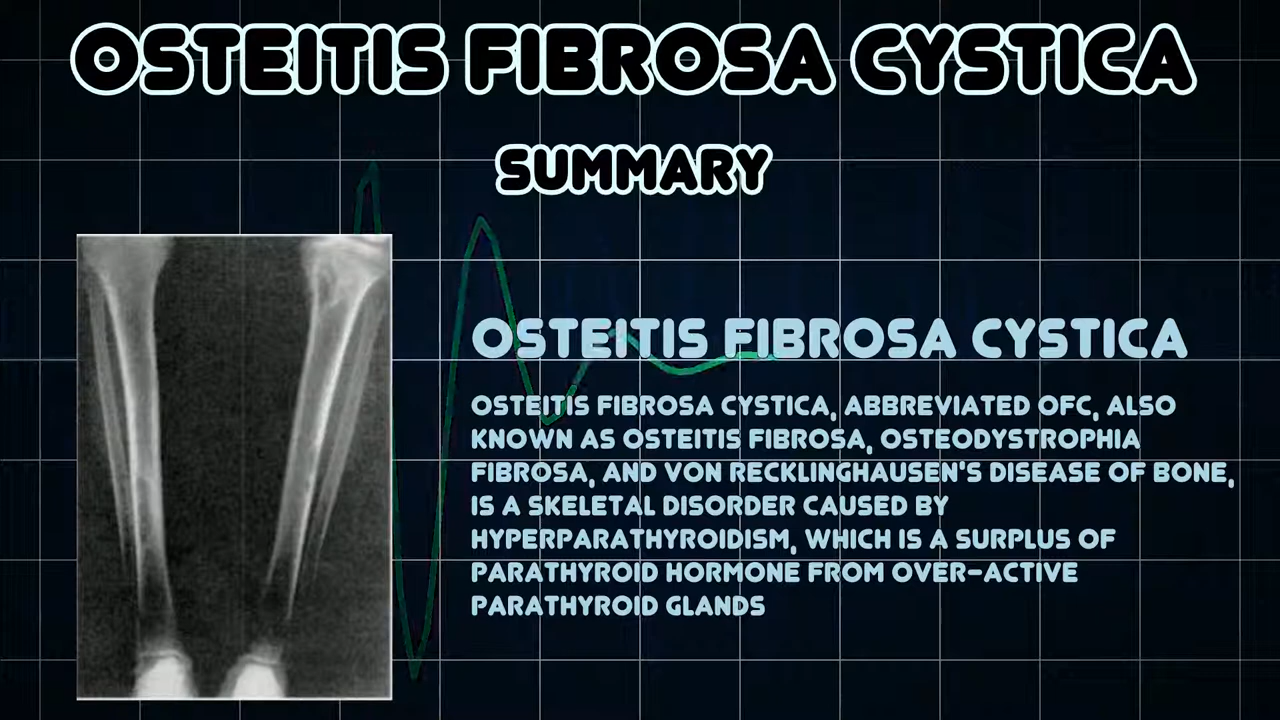 OSTEITIS FIBROSA CYSTICA
SUMMARY
OSTEITIS FIBROSA CYSTICA
OSTEITIS FIBROSA CYSTICA, ABBREVIATED OFC, ALSO
KNOWN AS OSTEITIS FIBROSA, OSTEODYSTROPHIA
FIBROSA, AND VON RECKLINGHAUSEN'S DISEASE OF BONE,
IS A SKELETAL DISORDER CAUSED BY
HYPERPARATHYROIDISM, WHICH IS A SURPLUS OF
PARATHYROID HORMONE FROM OVER-ACTIVE
PARATHYROID GLANDS